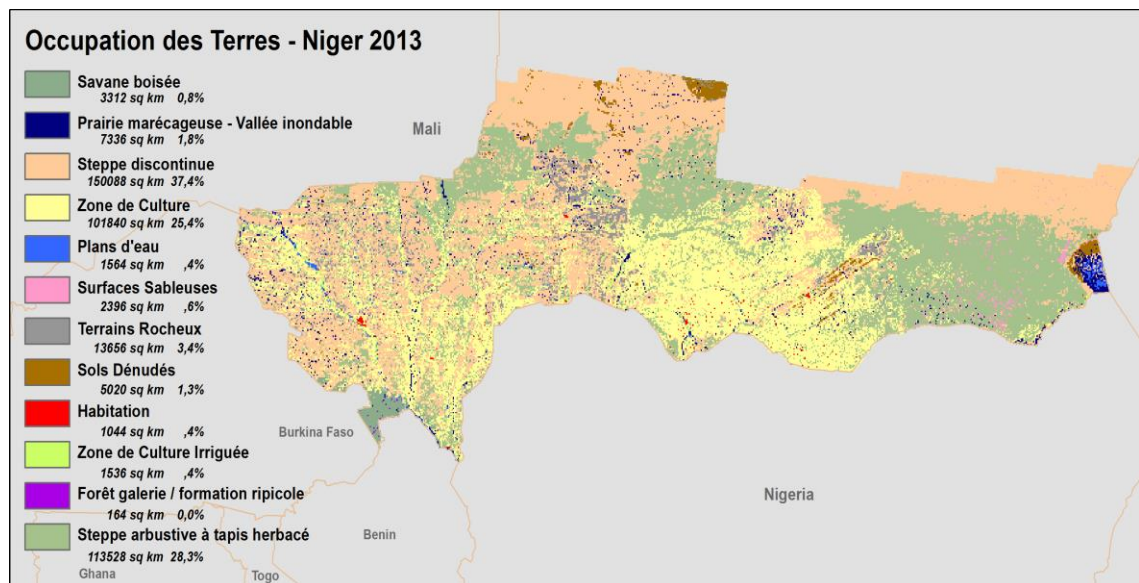 Occupation des Terres - Niger 2013
Savane boisée
3312 sq km 0,8%
Prairie marécageuse - Vallée inondable
7336 sq km 1,8%
Steppe discontinue
150088 sq km 37,4%
Zone de Culture
101840 sq km 25,4%
Plans d'eau
1564 sq km ,4%
Surfaces Sableuses
2396 sq km ,6%
Terrains Rocheux
13656 sq km 3,4%
Sols Dénudés
5020 sq km 1,3%
Habitation
1044 sq km ,4%
Zone de Culture Irriguée
1536 sq km ,4%
Forêt galerie / formation ripicole
164 sq km 0,0%
Steppe arbustive à tapis herbacé
113528 sq km 28,3%
Mali
Burkina Faso
Nigeria
Benin
Ghana
Togo